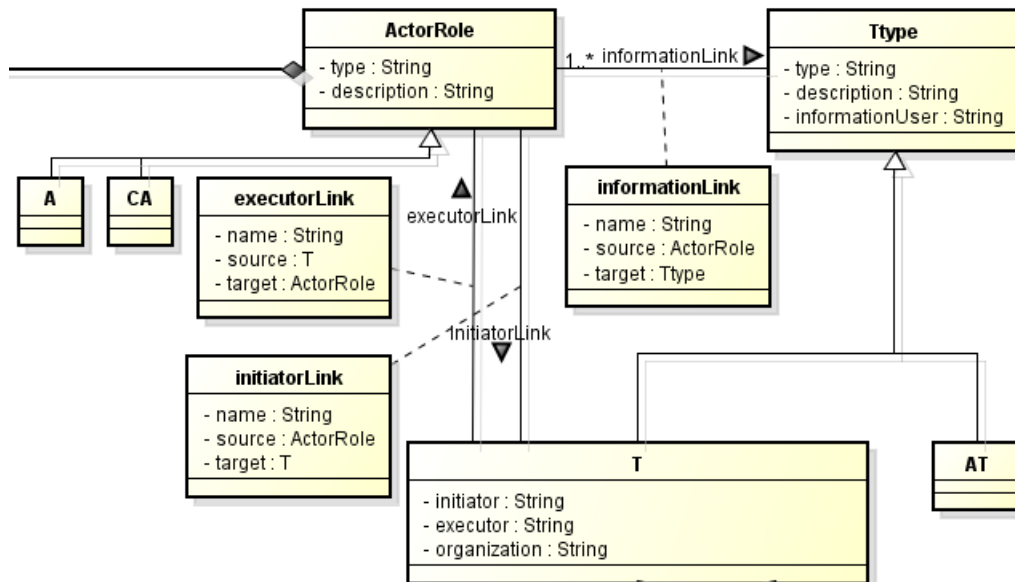 ActorRole
- type : String
- description : String
1..*
informationLink
Ttype
- type : String
- description : String
- informationUser : String
A
CA
executorLink
- name : String
- source : T
- target : ActorRole
executorLink
informationLink
- name : String
- source : ActorRole
- target : Ttype
InitiatorLink
initiatorLink
- name : String
- source : ActorRole
- target : T
T
- initiator : String
- executor : String
- organization : String
AT